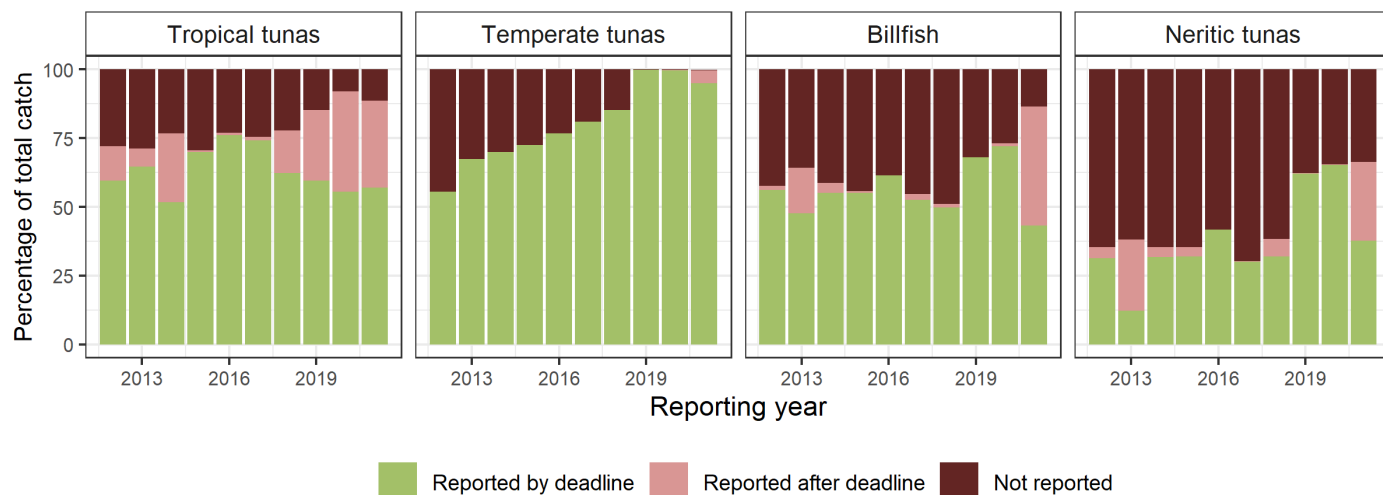 Tropical tunas Temperate tunas Billfish Neritic tunas
Percentage of total catch
100
75
50
25
0
2013 2016 2019 2013 2016 2019 2013 2016 2019 2013 2016 2019
Reporting year
Reported by deadline Reported after deadline Not reported